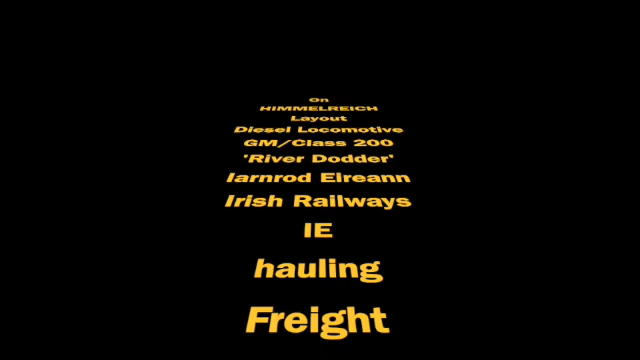 On
HIMMELREICH
Layout
Diesel Locomotive
GM/Class 200
'River Dodder'
Iarnrod Eireann
Irish Railways
IE
hauling
Freight